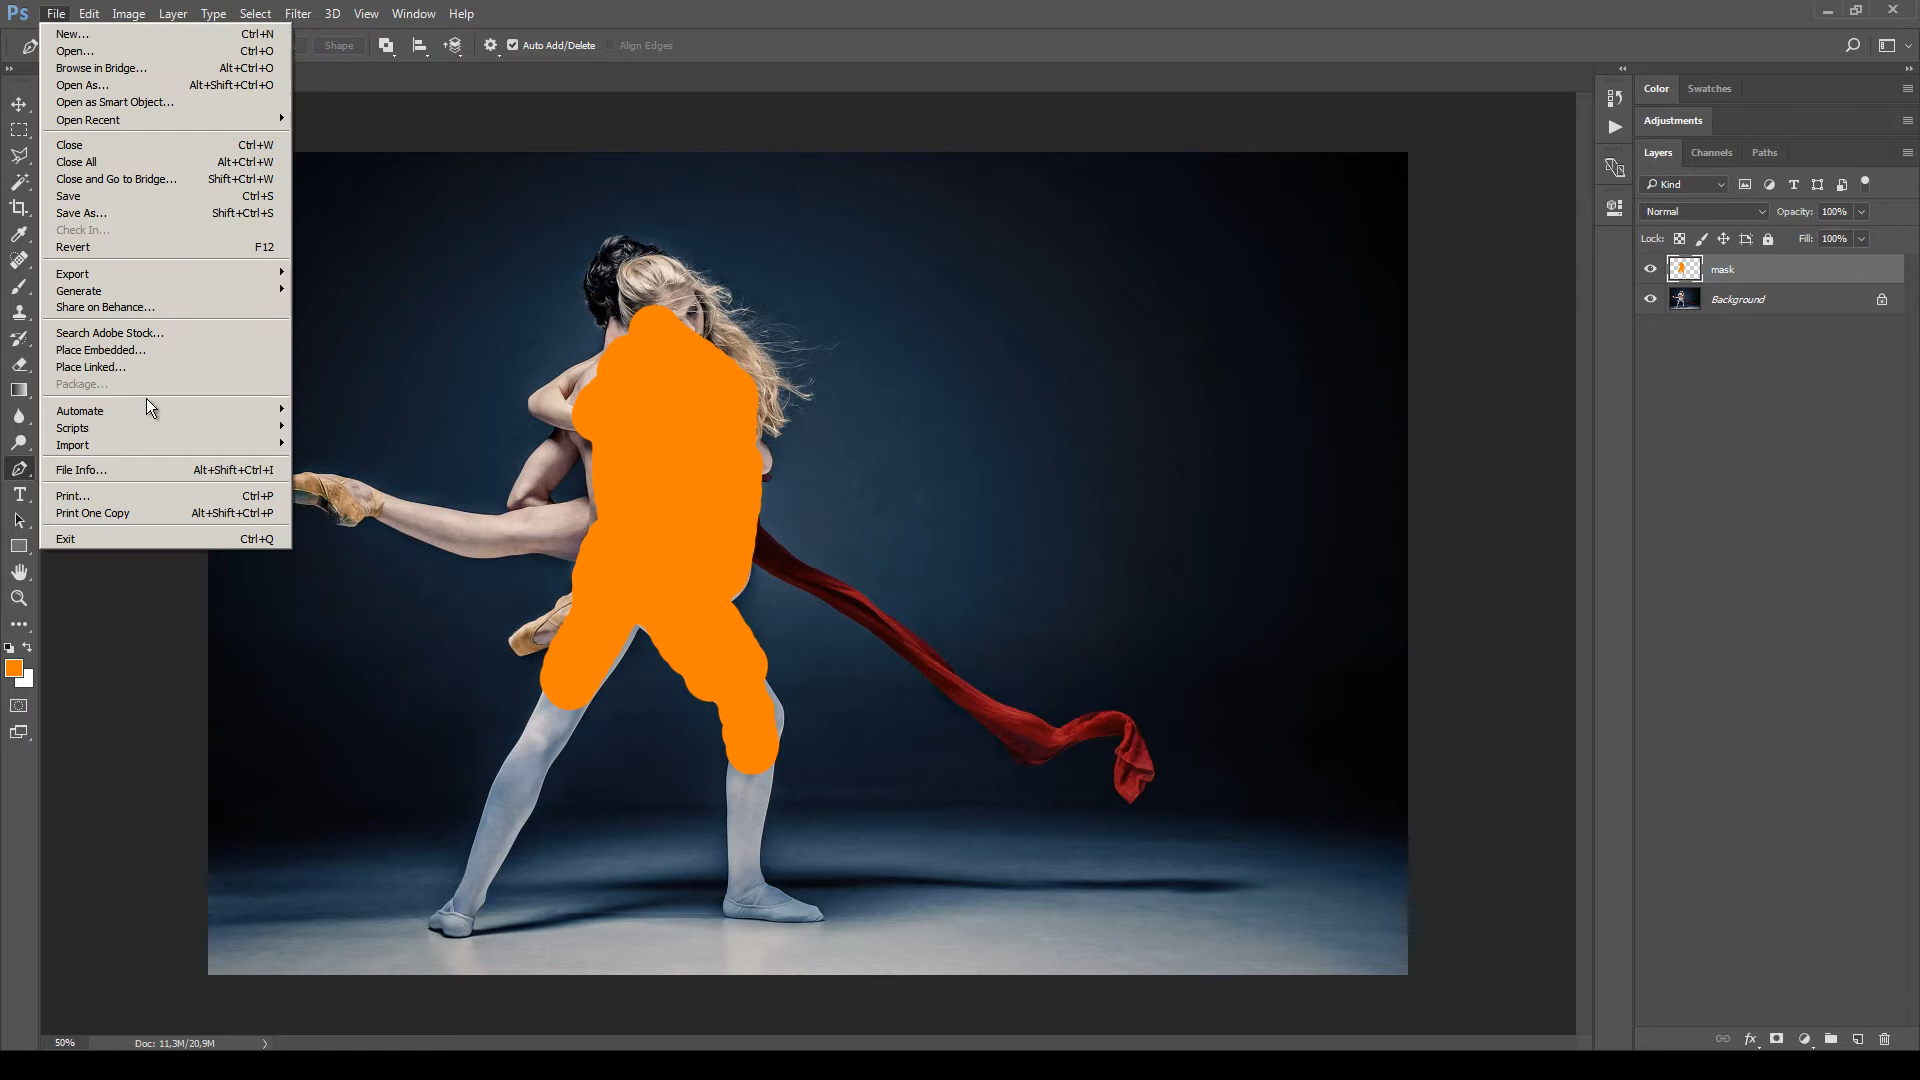 Ps File Edit Image Layer Type Select Filter 3D View Window Help
Shape Auto Add/Delete Align Edges
New... Ctrl+N
Open... Ctrl+O
Browse in Bridge... Alt+Ctrl+O
Open As... Alt+Shift+Ctrl+O
Open as Smart Object...
Open Recent
Close Ctrl+W
Close All Alt+Ctrl+W
Close and Go to Bridge... Shift+Ctrl+W
Save Ctrl+S
Save As... Shift+Ctrl+S
Check In...
Revert F12
Export
Generate
Share on Behance...
Search Adobe Stock...
Place Embedded...
Place Linked...
Package...
Automate
Scripts
Import
File Info... Alt+Shift+Ctrl+I
Print... Ctrl+P
Print One Copy Alt+Shift+Ctrl+P
Exit Ctrl+Q
Color Swatches
Adjustments
Layers Channels Paths
Kind
Normal Opacity: 100%
Lock: Fill: 100%
mask
Background
50% Doc: 11,3M/20,9M
fx